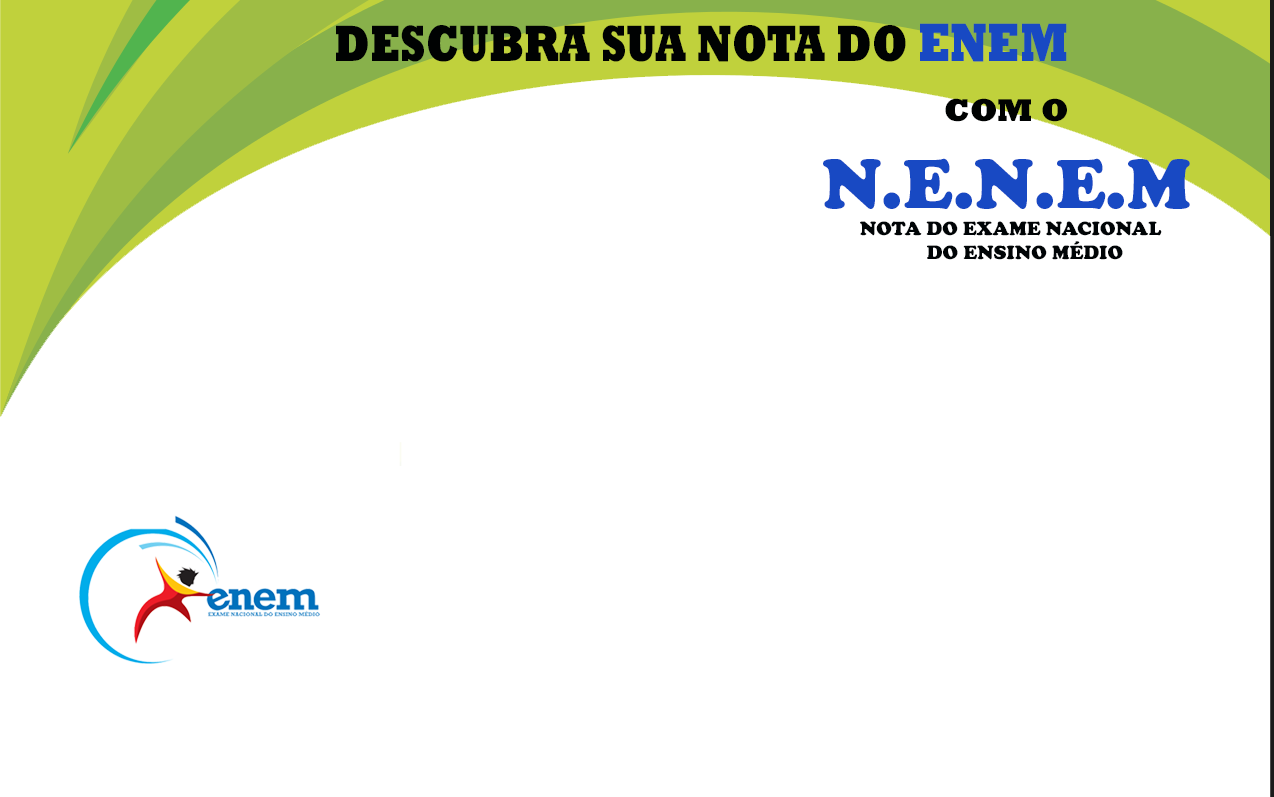 DESCUBRA SUA NOTA DO ENEM
COM O
N.E.N.E.M
NOTA DO EXAME NACIONAL
DO ENSINO MÉDIO
enem
EXAME NACIONAL DO ENSINO MÉDIO